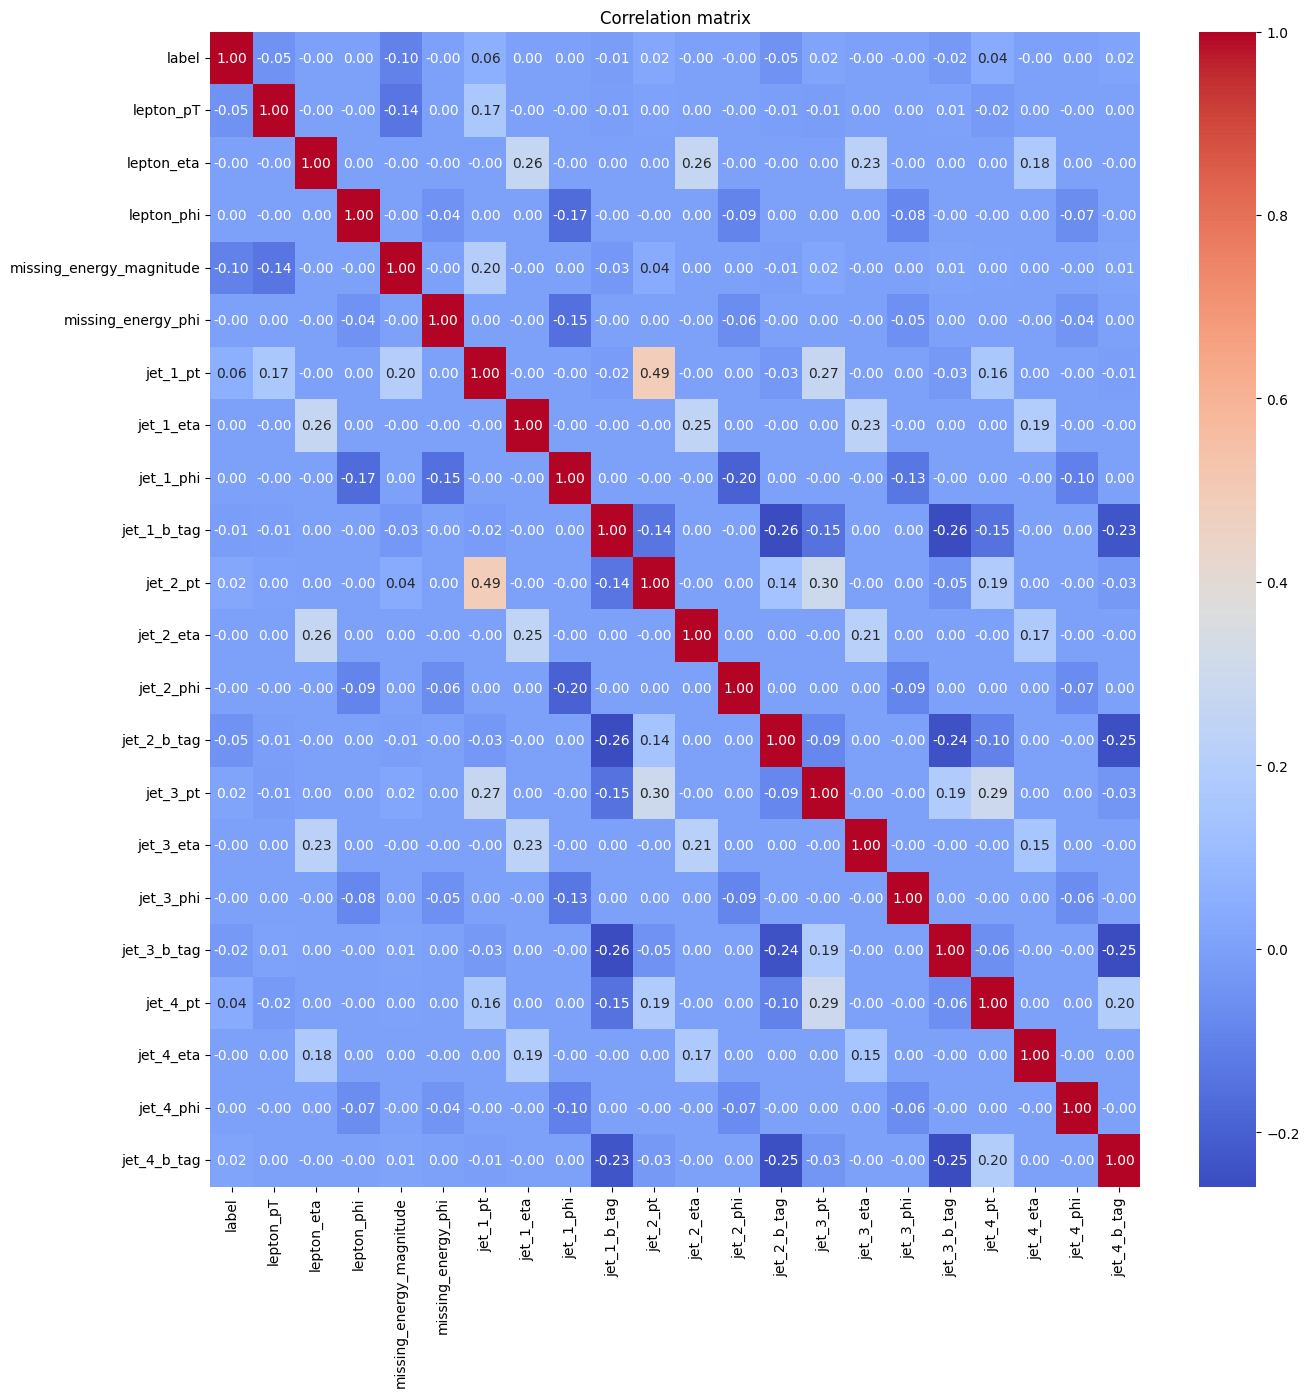 Correlation matrix
label 1.00 -0.05 -0.00 0.00 -0.10 -0.00 0.06 0.00 0.00 -0.01 0.02 -0.00 -0.00 -0.05 0.02 -0.00 -0.00 -0.02 0.04 -0.00 0.00 0.02
lepton_pT -0.05 1.00 -0.00 -0.00 -0.14 0.00 0.17 -0.00 -0.00 -0.01 0.00 0.00 -0.00 -0.01 -0.01 0.00 -0.00 0.01 -0.02 0.00 -0.00 0.00
lepton_eta -0.00 -0.00 1.00 0.00 -0.00 -0.00 -0.00 0.26 -0.00 0.00 0.00 0.26 -0.00 -0.00 0.00 0.23 -0.00 0.00 0.00 0.18 0.00 -0.00
lepton_phi 0.00 -0.00 0.00 1.00 -0.00 -0.04 0.00 0.00 -0.17 -0.00 -0.00 0.00 -0.09 0.00 0.00 0.00 -0.08 -0.00 -0.00 0.00 -0.07 -0.00
missing_energy_magnitude -0.10 -0.14 -0.00 -0.00 1.00 -0.00 0.20 -0.00 0.00 -0.03 0.04 0.00 0.00 -0.01 0.02 -0.00 0.00 0.01 0.00 0.00 -0.00 0.01
missing_energy_phi -0.00 0.00 -0.00 -0.04 -0.00 1.00 0.00 0.00 -0.15 -0.00 0.00 -0.00 -0.06 -0.00 0.00 -0.00 -0.05 -0.00 0.00 -0.00 -0.04 0.00
jet_1_pt 0.06 0.17 -0.00 0.00 0.20 0.00 1.00 -0.00 -0.00 -0.02 0.49 -0.00 0.00 -0.03 0.27 -0.00 0.00 -0.03 0.16 0.00 -0.00 -0.01
jet_1_eta 0.00 -0.00 0.26 0.00 -0.00 0.00 -0.00 1.00 -0.00 -0.00 -0.00 0.25 0.00 -0.00 0.00 0.23 -0.00 0.00 0.00 0.19 -0.00 -0.00
jet_1_phi 0.00 -0.00 -0.00 -0.17 0.00 -0.15 -0.00 -0.00 1.00 0.00 -0.00 -0.00 -0.20 0.00 -0.00 -0.00 -0.13 0.00 0.00 -0.00 -0.10 0.00
jet_1_b_tag -0.01 -0.01 0.00 -0.00 -0.03 -0.00 -0.02 -0.00 0.00 1.00 -0.14 0.00 -0.00 -0.26 -0.15 0.00 0.00 -0.26 -0.15 -0.00 0.00 -0.23
jet_2_pt 0.02 0.00 0.00 -0.00 0.04 0.00 0.49 -0.00 -0.00 -0.14 1.00 -0.00 0.00 0.14 0.30 -0.00 0.00 -0.05 0.19 -0.00 0.00 -0.03
jet_2_eta -0.00 0.00 0.26 0.00 0.00 -0.00 -0.00 0.25 -0.00 0.00 -0.00 1.00 0.00 0.00 -0.00 0.21 0.00 0.00 -0.00 0.17 -0.00 -0.00
jet_2_phi -0.00 -0.00 -0.00 -0.09 0.00 -0.06 0.00 0.00 -0.20 -0.00 0.00 0.00 1.00 0.00 0.00 0.00 -0.09 0.00 0.00 0.00 -0.07 0.00
jet_2_b_tag -0.05 -0.01 -0.00 0.00 -0.01 -0.00 -0.03 -0.00 0.00 -0.26 0.14 0.00 0.00 1.00 -0.09 0.00 -0.00 -0.24 -0.10 0.00 -0.00 -0.25
jet_3_pt 0.02 -0.01 0.00 0.00 0.02 0.00 0.27 0.00 -0.00 -0.15 0.30 -0.00 0.00 -0.09 1.00 -0.00 -0.00 0.19 0.29 0.00 0.00 -0.03
jet_3_eta -0.00 0.00 0.23 0.00 -0.00 -0.00 -0.00 0.23 -0.00 0.00 -0.00 0.21 0.00 0.00 -0.00 1.00 -0.00 -0.00 0.00 0.15 0.00 -0.00
jet_3_phi -0.00 -0.00 -0.00 -0.08 0.00 -0.05 0.00 -0.00 -0.13 0.00 0.00 0.00 -0.09 -0.00 -0.00 -0.00 1.00 0.00 -0.00 0.00 -0.06 -0.00
jet_3_b_tag -0.02 0.01 0.00 -0.00 0.01 -0.00 -0.03 0.00 0.00 -0.26 -0.05 0.00 0.00 -0.24 0.19 -0.00 0.00 1.00 -0.06 -0.00 -0.00 -0.25
jet_4_pt 0.04 -0.02 0.00 -0.00 0.00 0.00 0.16 0.00 0.00 -0.15 0.19 -0.00 0.00 -0.10 0.29 -0.00 -0.00 -0.06 1.00 0.00 0.00 0.20
jet_4_eta -0.00 0.00 0.18 0.00 0.00 -0.00 0.00 0.19 -0.00 -0.00 -0.00 0.17 0.00 0.00 0.00 0.15 0.00 -0.00 0.00 1.00 -0.00 0.00
jet_4_phi 0.00 -0.00 0.00 -0.07 -0.00 -0.04 -0.00 -0.00 -0.10 0.00 0.00 -0.00 -0.07 -0.00 0.00 0.00 -0.06 -0.00 0.00 -0.00 1.00 -0.00
jet_4_b_tag 0.02 0.00 -0.00 -0.00 0.01 0.00 -0.01 -0.00 0.00 -0.23 -0.03 -0.00 0.00 -0.25 -0.03 -0.00 -0.00 -0.25 0.20 0.00 -0.00 1.00
label
lepton_pT
lepton_eta
lepton_phi
missing_energy_magnitude
missing_energy_phi
jet_1_pt
jet_1_eta
jet_1_phi
jet_1_b_tag
jet_2_pt
jet_2_eta
jet_2_phi
jet_2_b_tag
jet_3_pt
jet_3_eta
jet_3_phi
jet_3_b_tag
jet_4_pt
jet_4_eta
jet_4_phi
jet_4_b_tag
1.0
0.8
0.6
0.4
0.2
0.0
−0.2